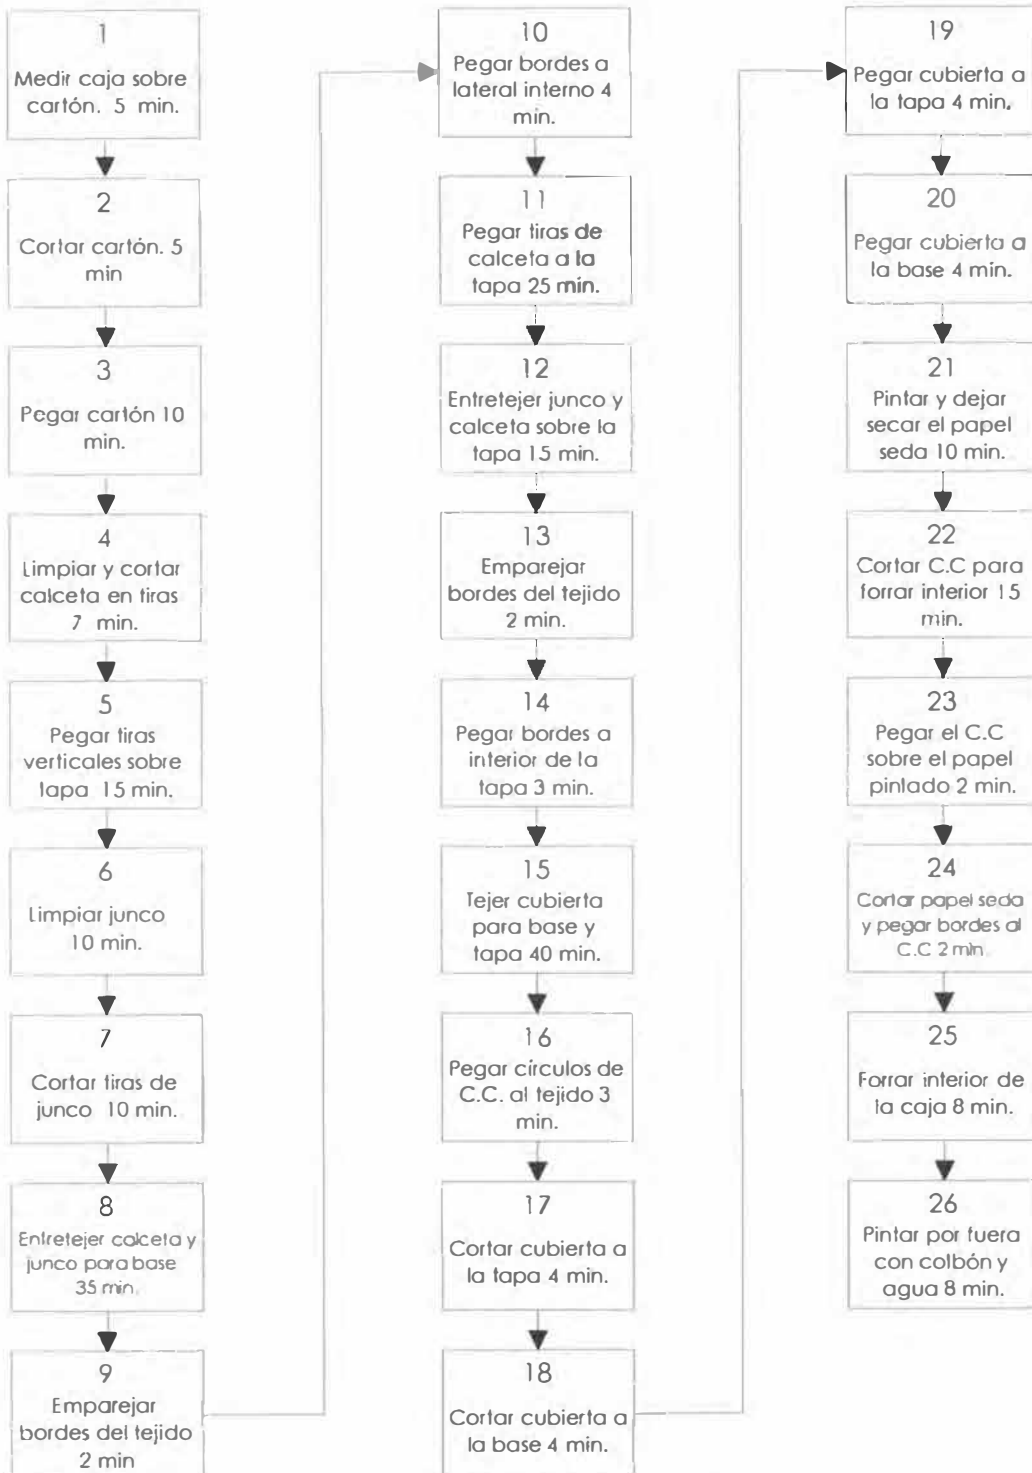 1
Medir caja sobre
cartón. 5 min.
2
Cortar cartón. 5
min
3
Pegar cartón 10
min.
4
Limpiar y cortar
calceta en tiras
7 min.
5
Pegar tiras
verticales sobre
tapa 15 min.
6
Limpiar junco
10 min.
7
Cortar tiras de
junco 10 min.
8
Entretejer calceta y
junco para base
35 min.
9
Emparejar
bordes del tejido
2 min
10
Pegar bordes a
lateral interno 4
min.
11
Pegar tiras de
calceta a la
tapa 25 min.
12
Entretejer junco y
calceta sobre la
tapa 15 min.
13
Emparejar
bordes del tejido
2 min.
14
Pegar bordes a
interior de la
tapa 3 min.
15
Tejer cubierta
para base y
tapa 40 min.
16
Pegar círculos de
C.C. al tejido 3
min.
17
Cortar cubierta a
la tapa 4 min.
18
Cortar cubierta a
la base 4 min.
19
Pegar cubierta a
la tapa 4 min.
20
Pegar cubierta a
la base 4 min.
21
Pintar y dejar
secar el papel
seda 10 min.
22
Cortar C.C para
forrar interior 15
min.
23
Pegar el C.C
sobre el papel
pintado 2 min.
24
Cortar papel seda
y pegar bordes al
C.C 2 min.
25
Forrar interior de
la caja 8 min.
26
Pintar por fuera
con colbón y
agua 8 min.